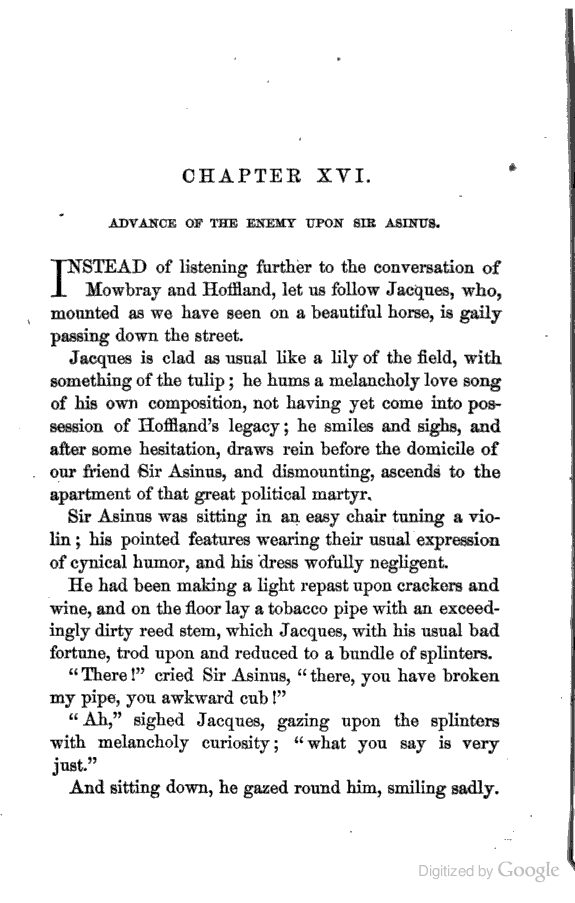 CHAPTER XVI.
ADVANCE OF THE ENEMY UPON SIR ASINUS.
INSTEAD of listening further to the conversation of
Mowbray and Hoffland, let us follow Jacques, who,
mounted as we have seen on a beautiful horse, is gaily
passing down the street.
Jacques is clad as usual like a lily of the field, with
something of the tulip; he hums a melancholy love song
of his own composition, not having yet come into pos-
session of Hoffland's legacy; he smiles and sighs, and
after some hesitation, draws rein before the domicile of
our friend Sir Asinus, and dismounting, ascends to the
apartment of that great political martyr.
Sir Asinus was sitting in an easy chair tuning a vio-
lin; his pointed features wearing their usual expression
of cynical humor, and his dress wofully negligent.
He had been making a light repast upon crackers and
wine, and on the floor lay a tobacco pipe with an exceed-
ingly dirty reed stem, which Jacques, with his usual bad
fortune, trod upon and reduced to a bundle of splinters.
"There!" cried Sir Asinus, "there, you have broken
my pipe, you awkward cub!"
"Ah," sighed Jacques, gazing upon the splinters
with melancholy curiosity; "what you say is very
just."
And sitting down, he gazed round him, smiling sadly.
Digitized by Google